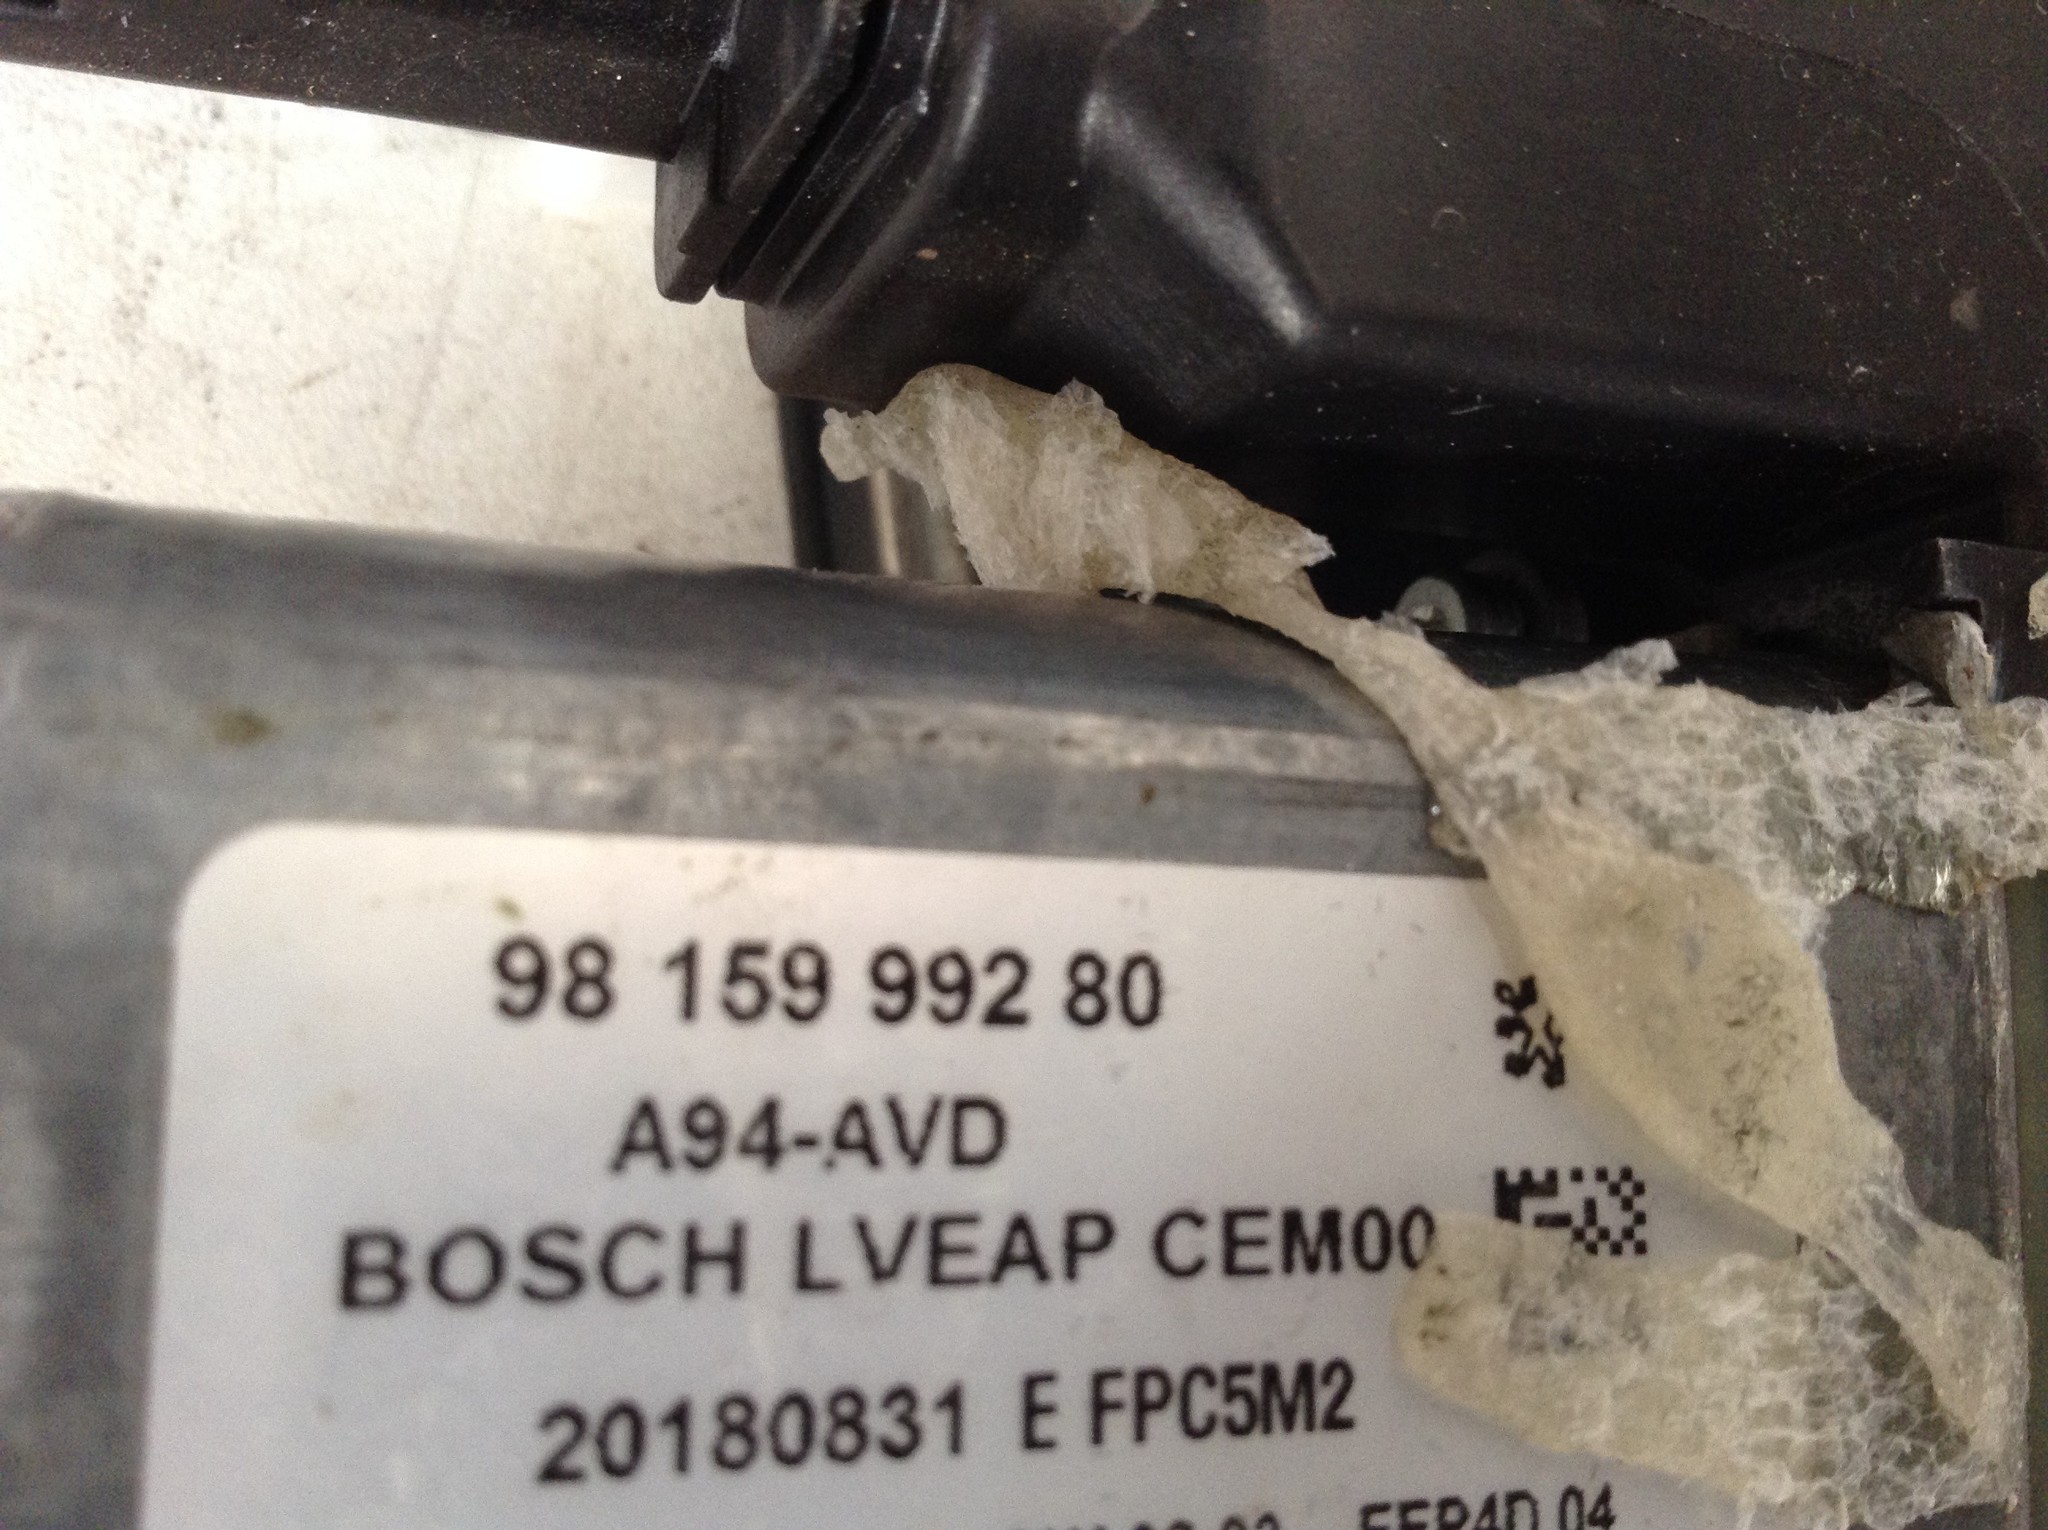 98 159 992 80
A94-AVD
BOSCH LVEAP CEM00
20180831 E FPC5M2